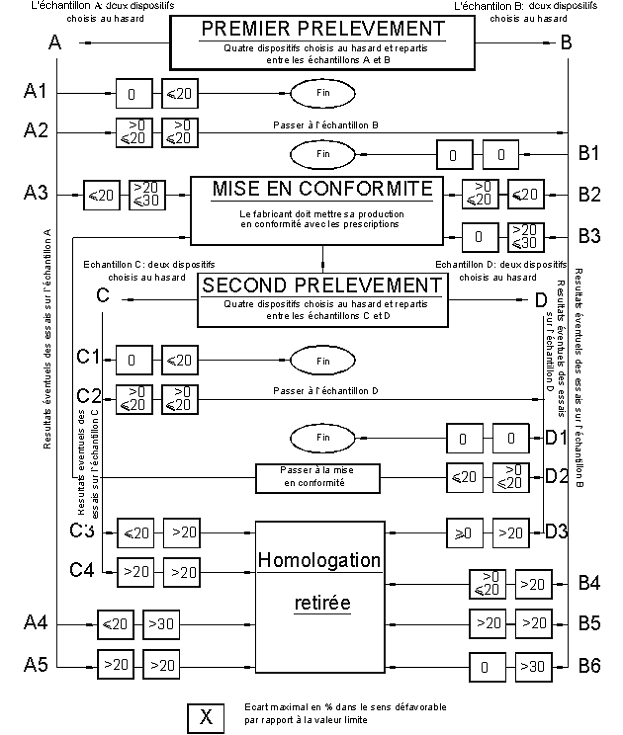 L'échantillon A: deux dispositifs
choisis au hasard
L'échantillon B: deux dispositifs
choisis au hasard
PREMIER PRELEVEMENT
Quatre dispositifs choisis au hasard et repartis
entre les échantillons A et B
A
B
A1
0
⩽20
Fin
A2
>0
⩽20
>0
⩽20
Passer à l'échantillon B
Fin
0
0
B1
A3
⩽20
>20
⩽30
MISE EN CONFORMITE
Le fabricant doit mettre sa production
en conformité avec les prescriptions
>0
⩽20
⩽20
B2
0
>20
⩽30
B3
Echantillon C: deux dispositifs
choisis au hasard
Echantillon D: deux dispositifs
choisis au hasard
SECOND PRELEVEMENT
Quatre dispositifs choisis au hasard et repartis
entre les échantillons C et D
C
D
Resultats éventuels des essais sur l'échantillon A
Resultats éventuels des
essais sur l'échantillon C
Resultats éventuels des essais
sur l'échantillon D
Resultats éventuels des essais sur l'échantillon B
C1
0
⩽20
Fin
C2
>0
⩽20
>0
⩽20
Passer à l'échantillon D
Fin
0
0
D1
Passer à la mise
en conformité
⩽20
>0
⩽20
D2
C3
⩽20
>20
Homologation
retirée
⩾0
>20
D3
C4
>20
>20
>0
⩽20
>20
B4
A4
⩽20
>30
>20
>20
B5
A5
>20
>20
0
>30
B6
X
Ecart maximal en % dans le sens défavorable
par rapport à la valeur limite